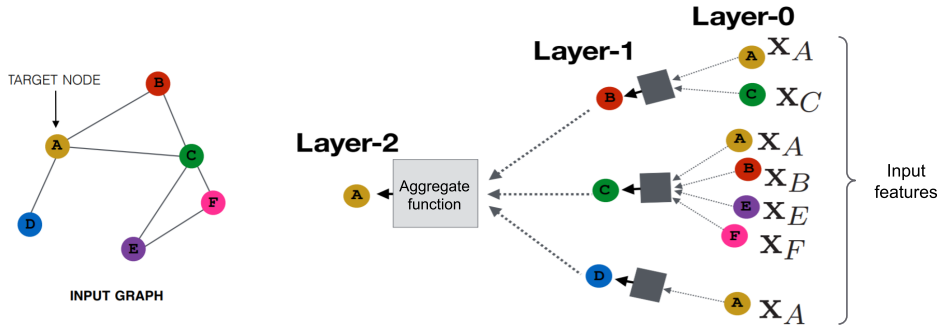 TARGET NODE
A
B
C
D
E
F
INPUT GRAPH
Layer-2
Layer-1
Layer-0
A
Aggregate
function
B
C
D
A x_A
C x_C
A x_A
B x_B
E x_E
F x_F
A x_A
Input
features